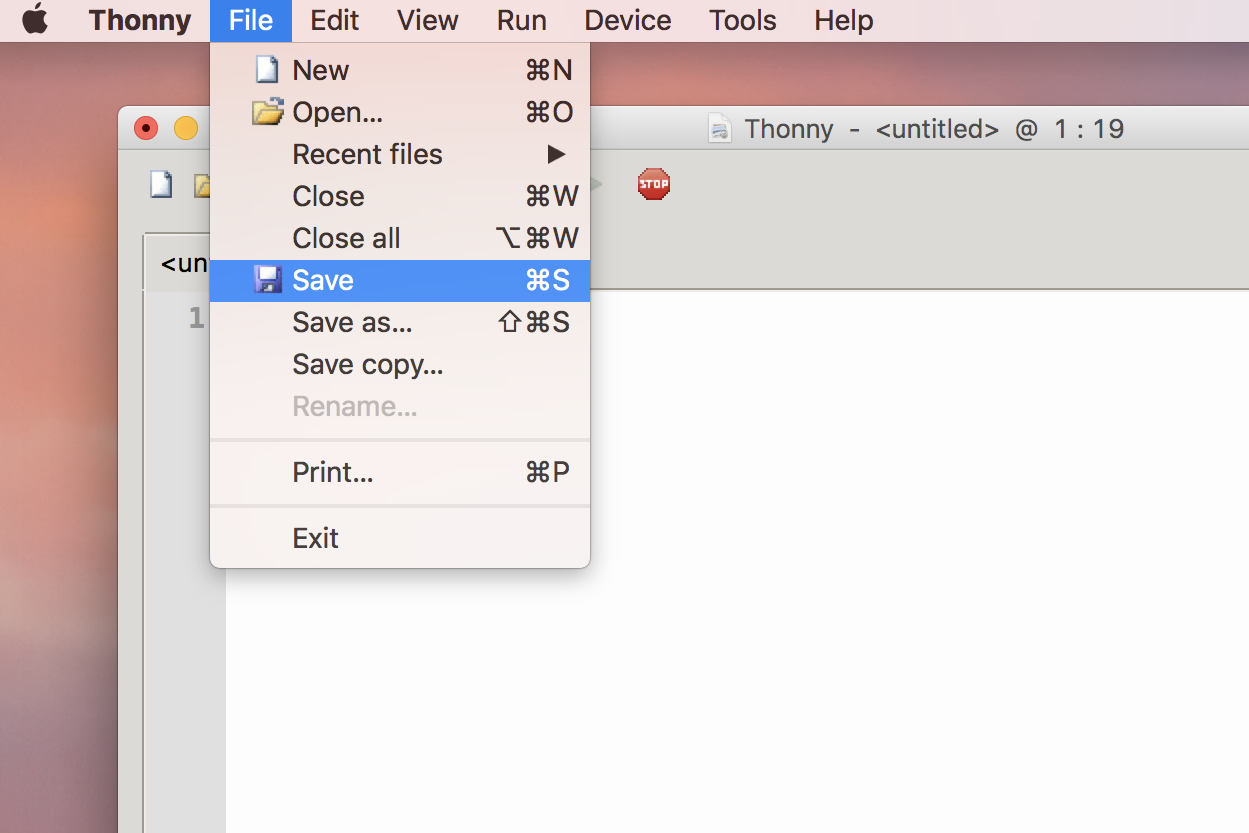 Thonny File Edit View Run Device Tools Help
New ⌘N
Open... ⌘O
Recent files ▶
Close ⌘W
Close all ⌥⌘W
Save ⌘S
Save as... ⇧⌘S
Save copy...
Rename...
Print... ⌘P
Exit
Thonny - <untitled> @ 1 : 19
STOP
<un
1